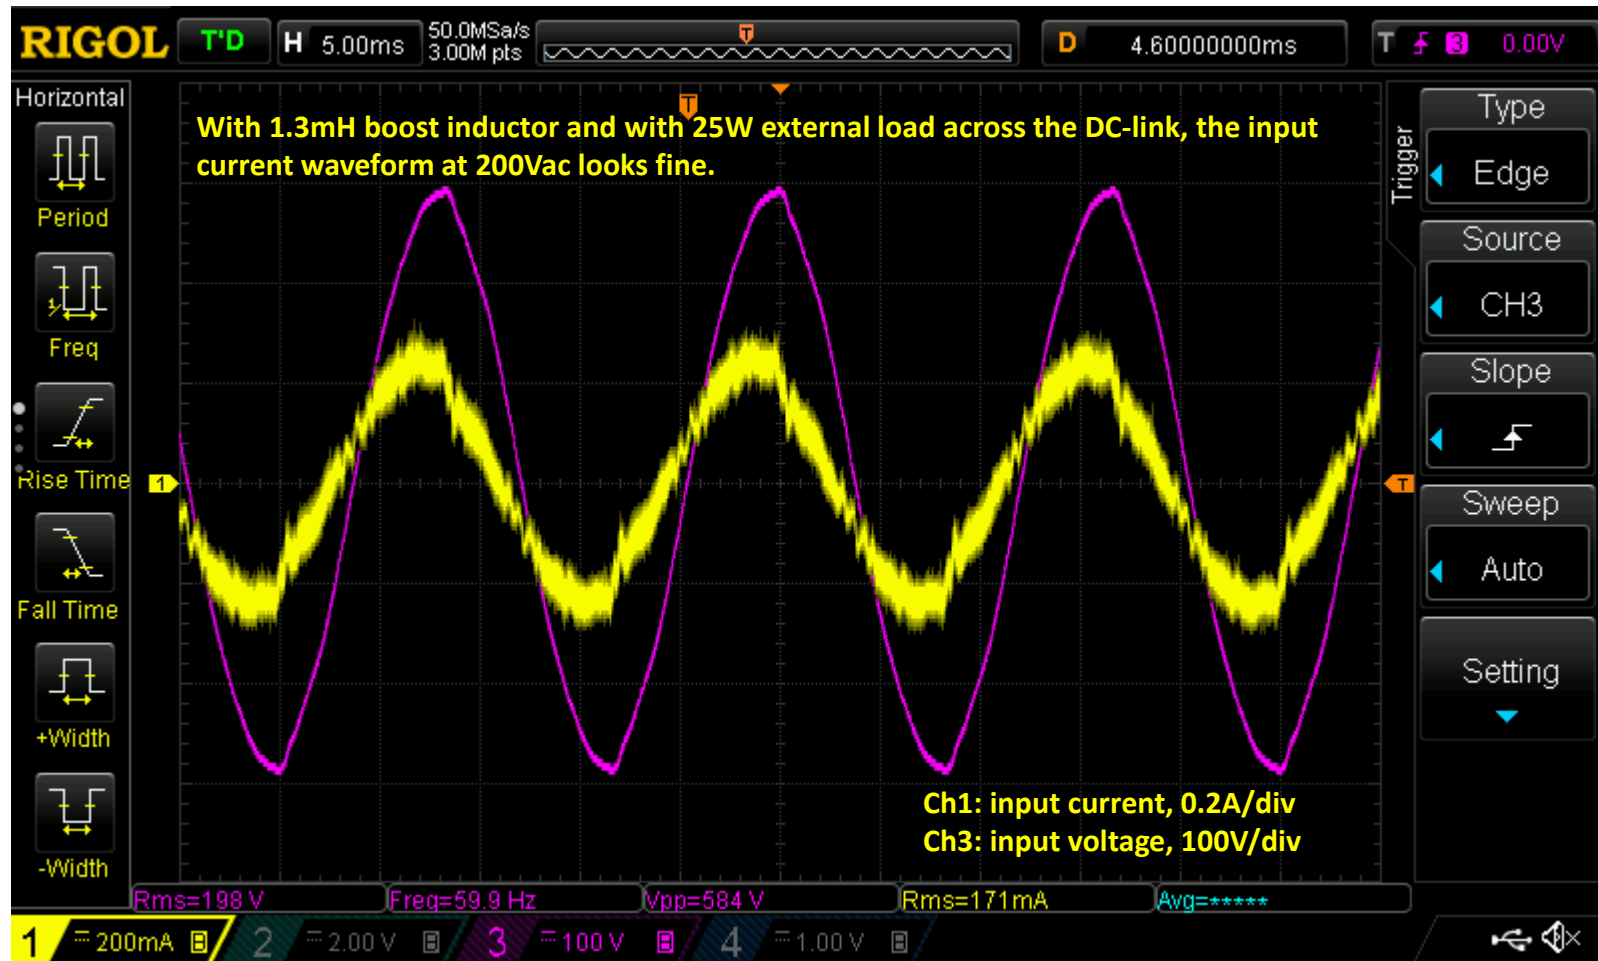 RIGOL T'D H 5.00ms 50.0MSa/s 3.00M pts T D 4.60000000ms T 3 0.00V
Horizontal
Period
Freq
Rise Time
Fall Time
+Width
-Width
T
With 1.3mH boost inductor and with 25W external load across the DC-link, the input
current waveform at 200Vac looks fine.
1
T
Ch1: input current, 0.2A/div
Ch3: input voltage, 100V/div
Trigger
Type
Edge
Source
CH3
Slope
Sweep
Auto
Setting
Rms=198 V Freq=59.9 Hz Vpp=584 V Rms=171mA Avg=*****
1 200mA B 2 2.00 V B 3 100 V B 4 1.00 V B